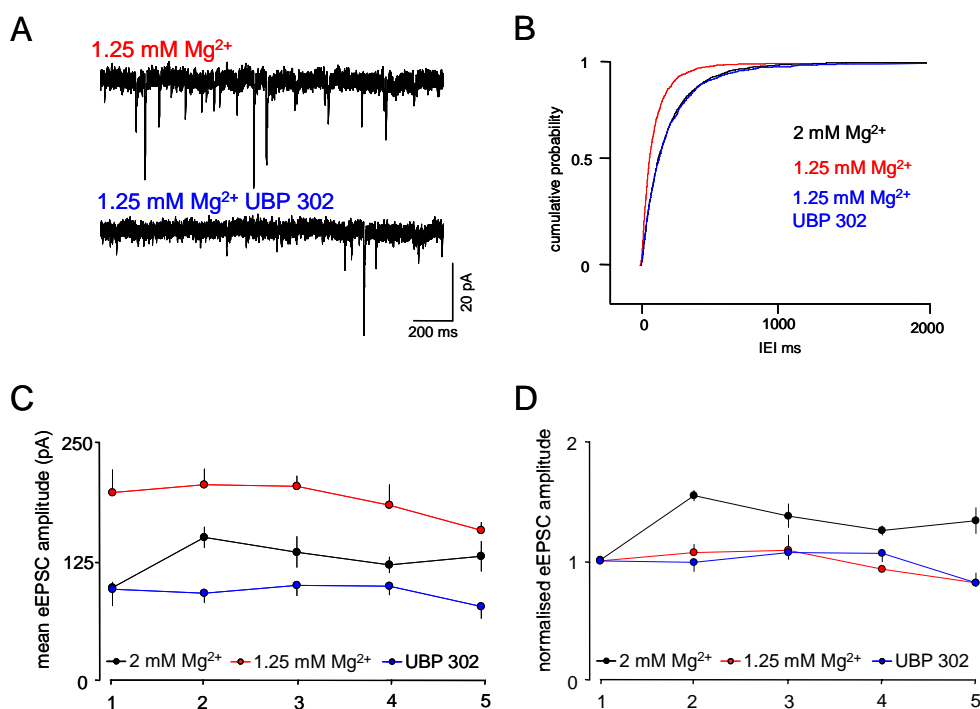 A
1.25 mM Mg²⁺
1.25 mM Mg²⁺ UBP 302
20 pA
200 ms
B
cumulative probability
1
0.5
0
2 mM Mg²⁺
1.25 mM Mg²⁺
1.25 mM Mg²⁺
UBP 302
0
1000
2000
IEI ms
C
mean eEPSC amplitude (pA)
250
125
0
2 mM Mg²⁺
1.25 mM Mg²⁺
UBP 302
1
2
3
4
5
D
normalised eEPSC amplitude
2
1
0
2 mM Mg²⁺
1.25 mM Mg²⁺
UBP 302
1
2
3
4
5